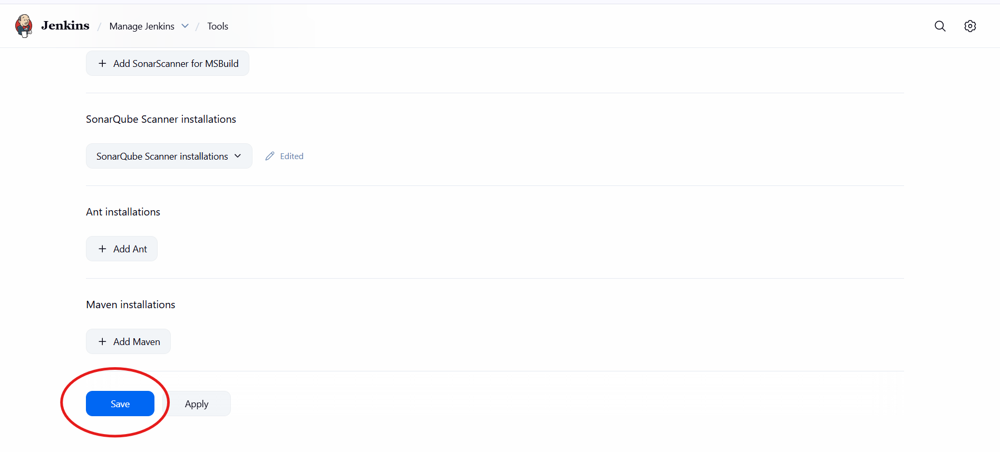 Jenkins / Manage Jenkins / Tools
+ Add SonarScanner for MSBuild
SonarQube Scanner installations
SonarQube Scanner installations Edited
Ant installations
+ Add Ant
Maven installations
+ Add Maven
Save Apply